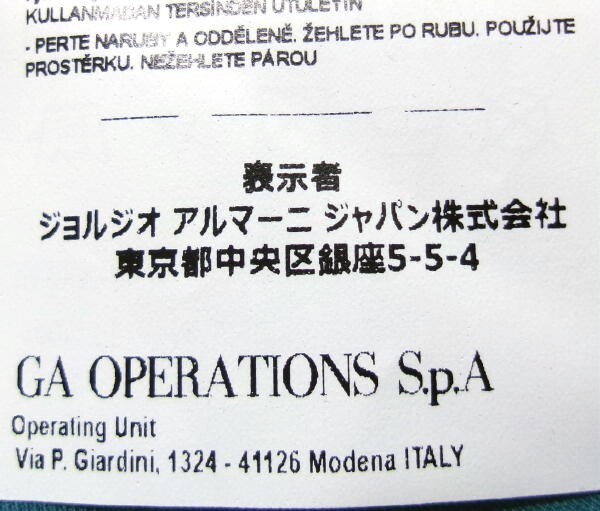 KULLANMADAN TERSİNDEN ÜTÜLETİN
- PERTE NARUBY A ODDĚLENĚ. ŽEHLETE PO RUBU. POUŽIJTE
PROSTĚRKU. NEŽEHLETE PÁROU
表示者
ジョルジオ アルマーニ ジャパン株式会社
東京都中央区銀座5-5-4
GA OPERATIONS S.p.A
Operating Unit
Via P. Giardini, 1324 - 41126 Modena ITALY